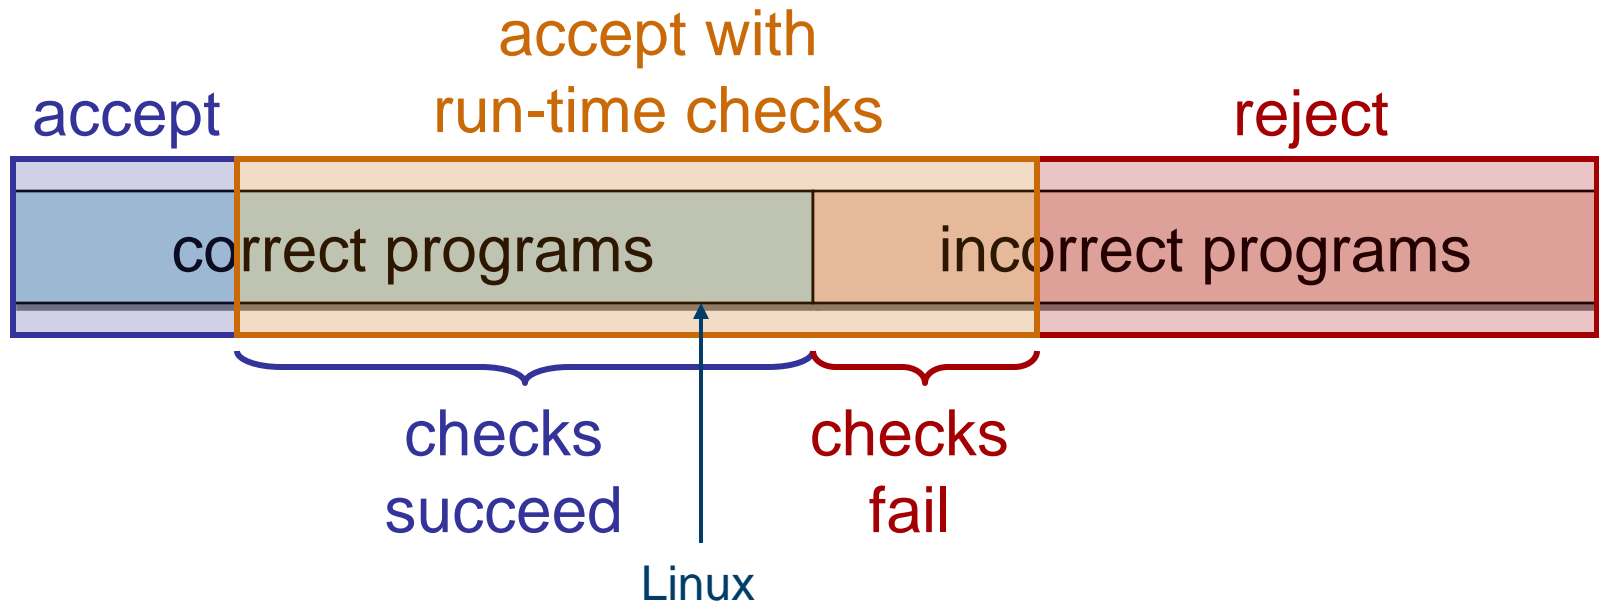 accept with
run-time checks
accept
reject
correct programs
incorrect programs
checks
succeed
checks
fail
Linux